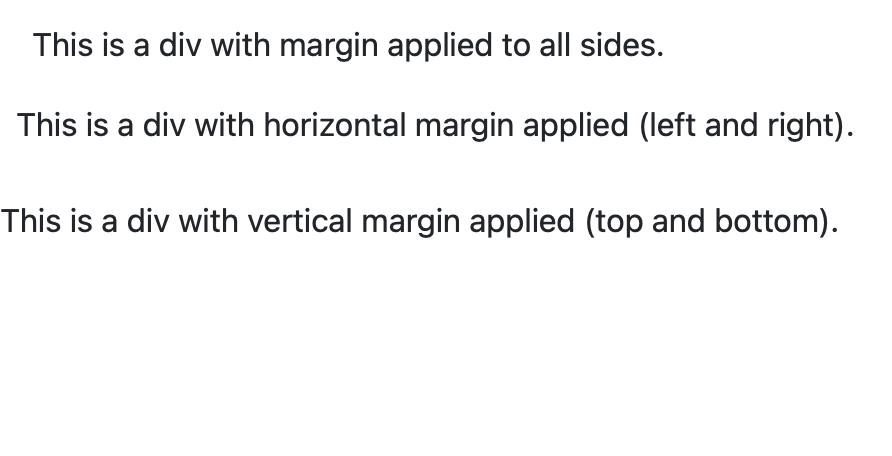 This is a div with margin applied to all sides.
This is a div with horizontal margin applied (left and right).
This is a div with vertical margin applied (top and bottom).